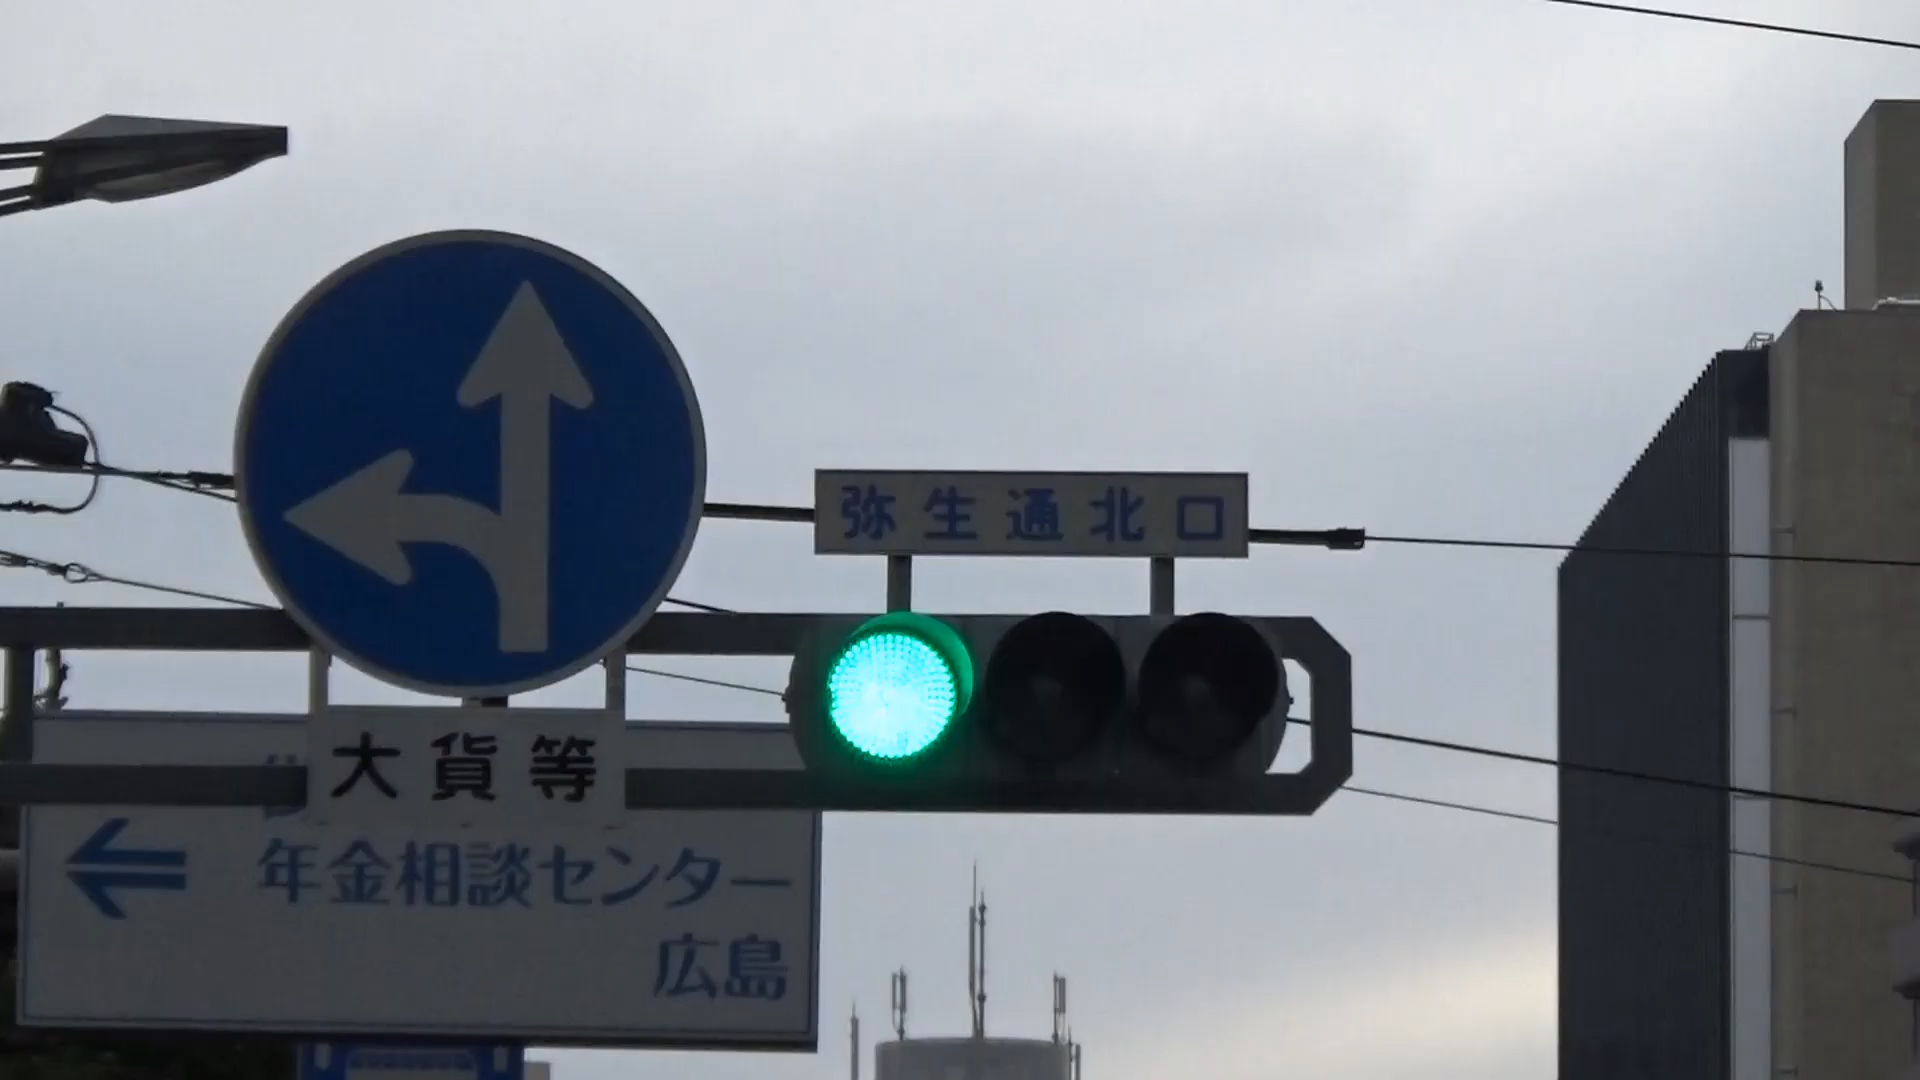 弥生通北口
大貨等
年金相談センター
広島